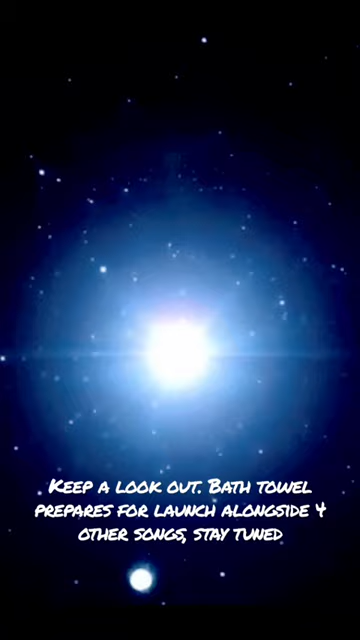 Keep a look out. Bath towel
prepares for launch alongside 4
other songs, stay tuned